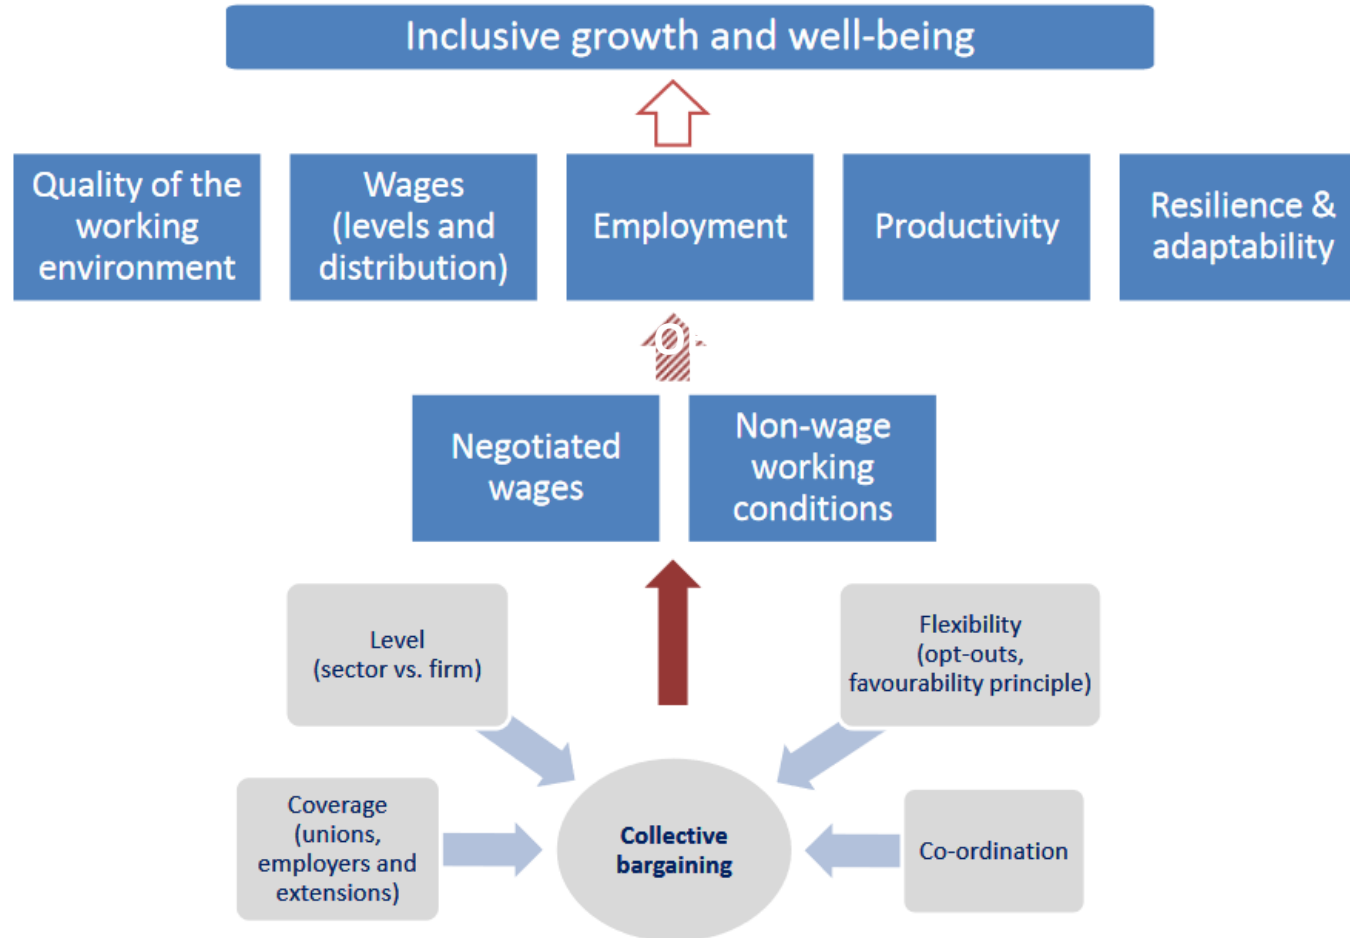 Inclusive growth and well-being
Quality of the
working
environment
Wages
(levels and
distribution)
Employment
Productivity
Resilience &
adaptability
Negotiated
wages
Non-wage
working
conditions
Level
(sector vs. firm)
Flexibility
(opt-outs,
favourability principle)
Coverage
(unions,
employers and
extensions)
Collective
bargaining
Co-ordination